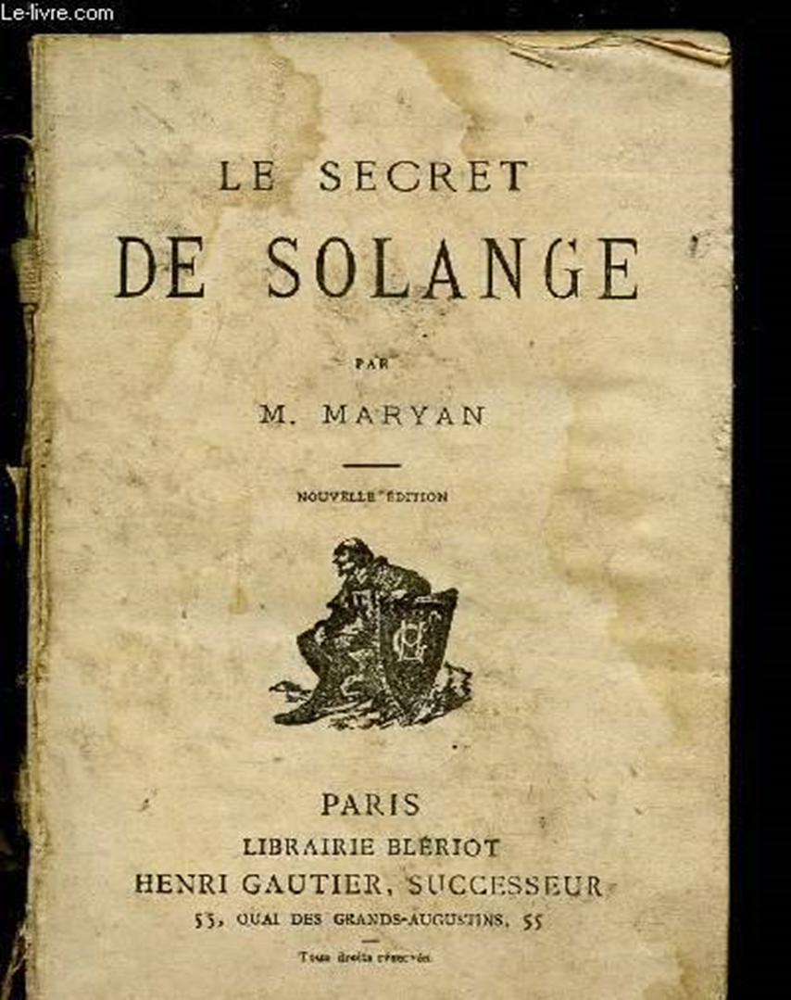 Le-livre.com
LE SECRET
DE SOLANGE
PAR
M. MARYAN
NOUVELLE ÉDITION
PARIS
LIBRAIRIE BLÉRIOT
HENRI GAUTIER, SUCCESSEUR
55, QUAI DES GRANDS-AUGUSTINS, 55
Tous droits réservés